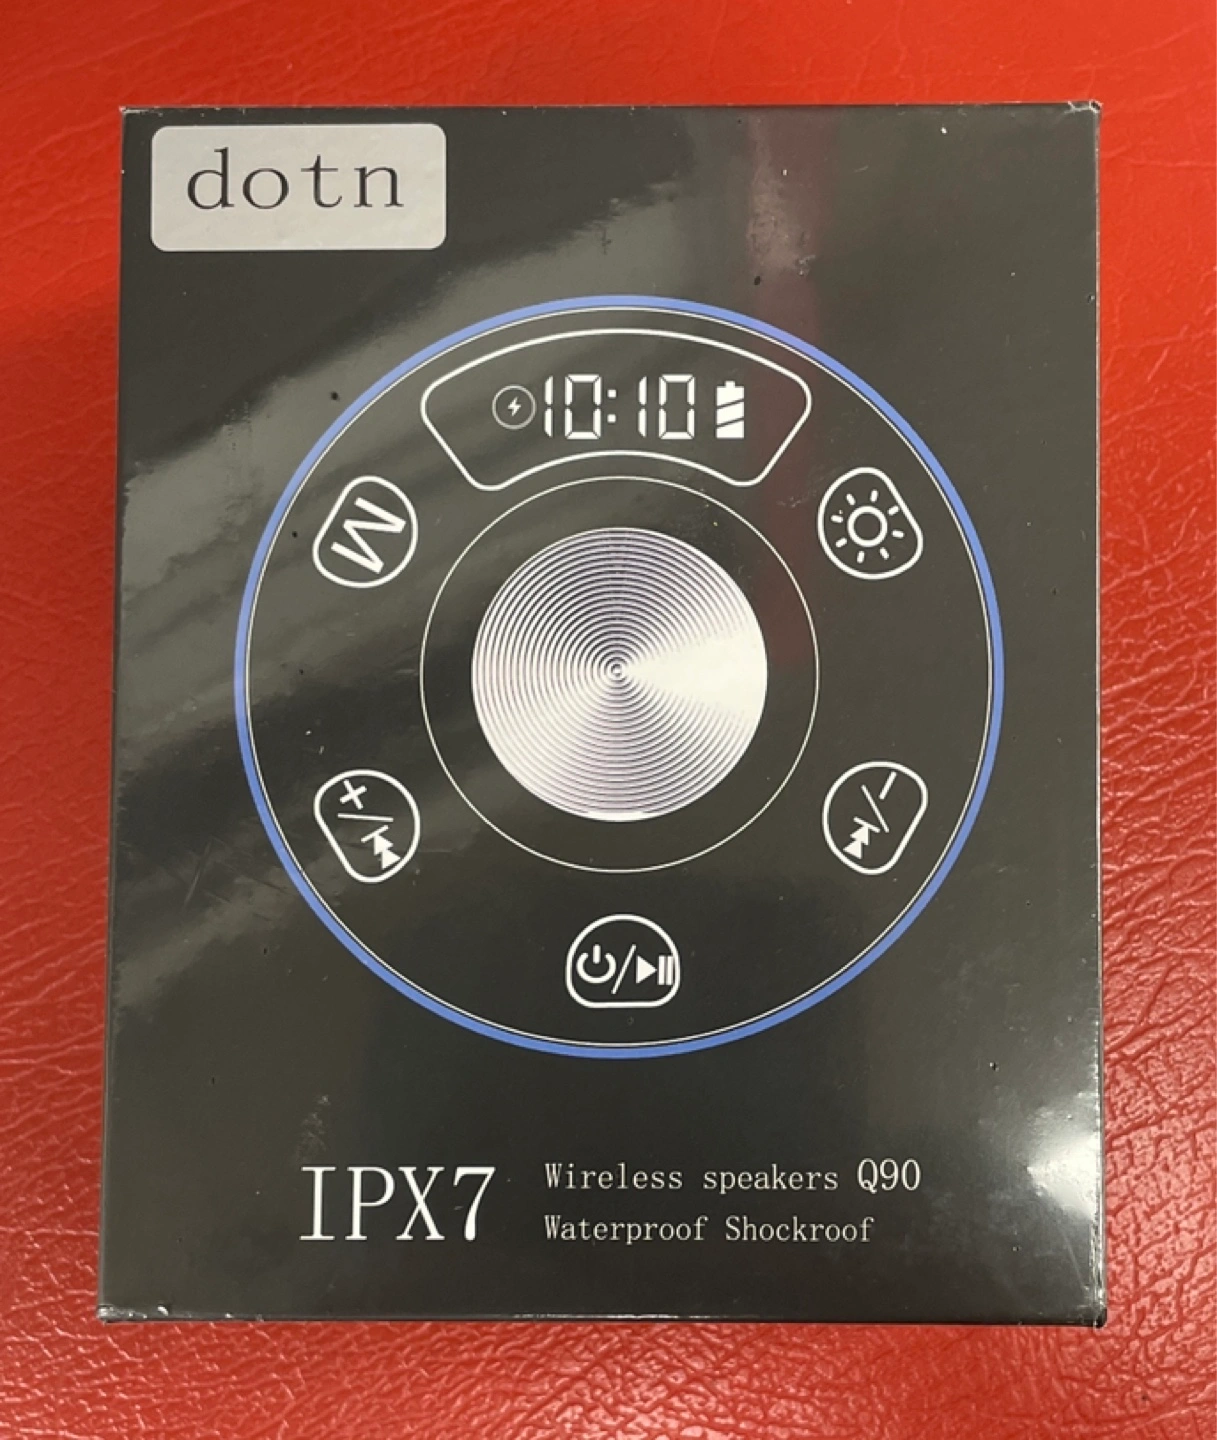 dotn
10:10
M
+/
-/
IPX7
Wireless speakers Q90
Waterproof Shockroof